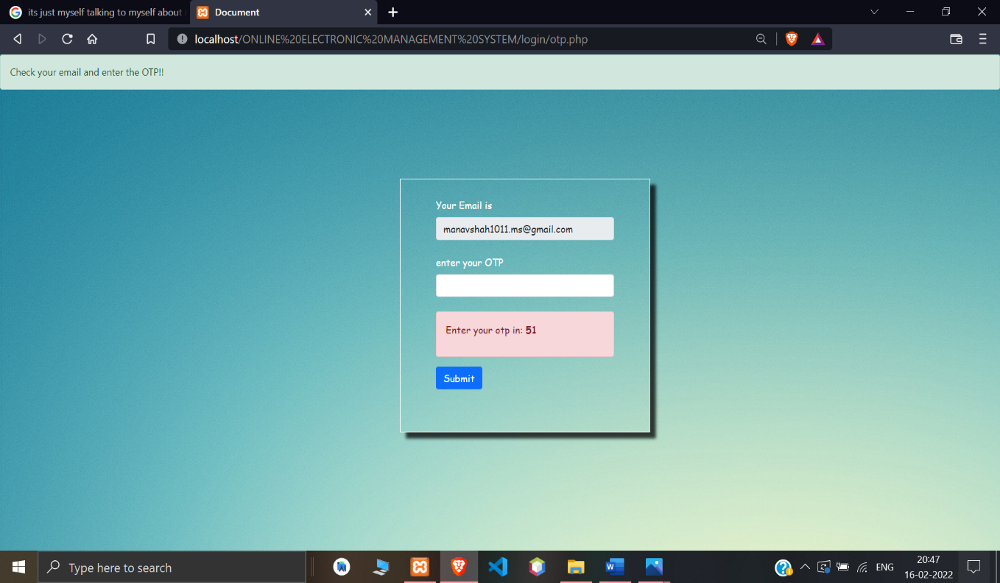 its just myself talking to myself about
Document
localhost/ONLINE%20ELECTRONIC%20MANAGEMENT%20SYSTEM/login/otp.php
Check your email and enter the OTP!!
Your Email is
manavshah1011.ms@gmail.com
enter your OTP
Enter your otp in: 51
Submit
Type here to search
ENG
20:47
16-02-2022